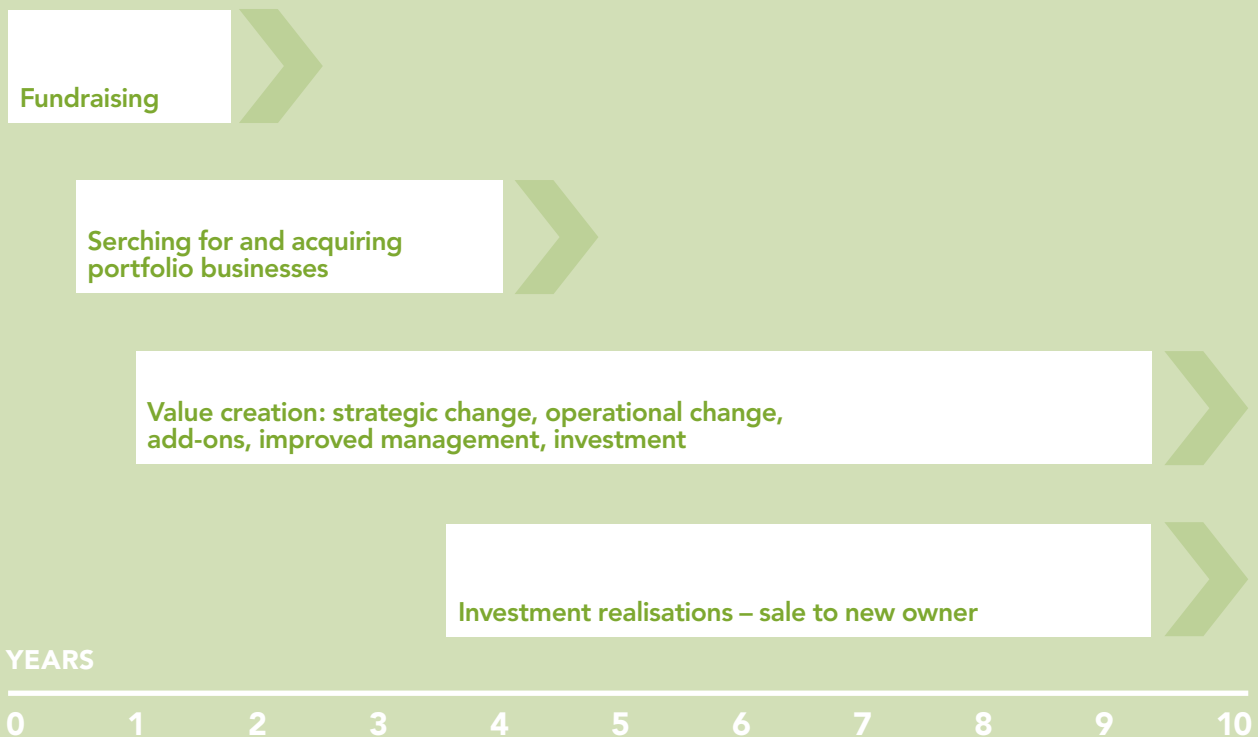 Fundraising
Serching for and acquiring
portfolio businesses
Value creation: strategic change, operational change,
add-ons, improved management, investment
Investment realisations – sale to new owner
YEARS
0 1 2 3 4 5 6 7 8 9 10